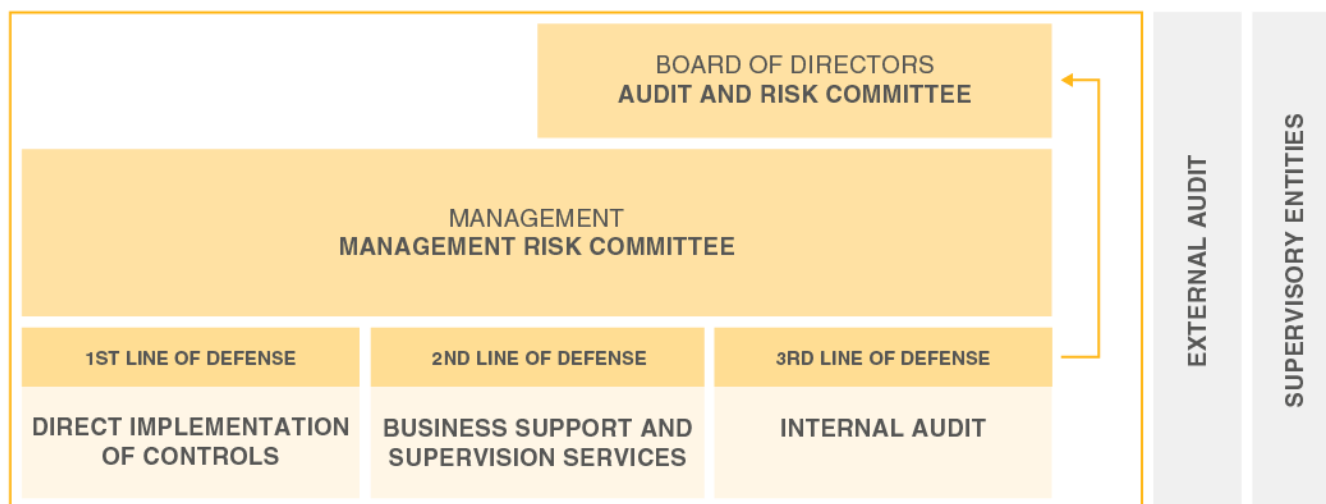 BOARD OF DIRECTORS
AUDIT AND RISK COMMITTEE
MANAGEMENT
MANAGEMENT RISK COMMITTEE
1ST LINE OF DEFENSE
2ND LINE OF DEFENSE
3RD LINE OF DEFENSE
DIRECT IMPLEMENTATION
OF CONTROLS
BUSINESS SUPPORT AND
SUPERVISION SERVICES
INTERNAL AUDIT
EXTERNAL AUDIT
SUPERVISORY ENTITIES